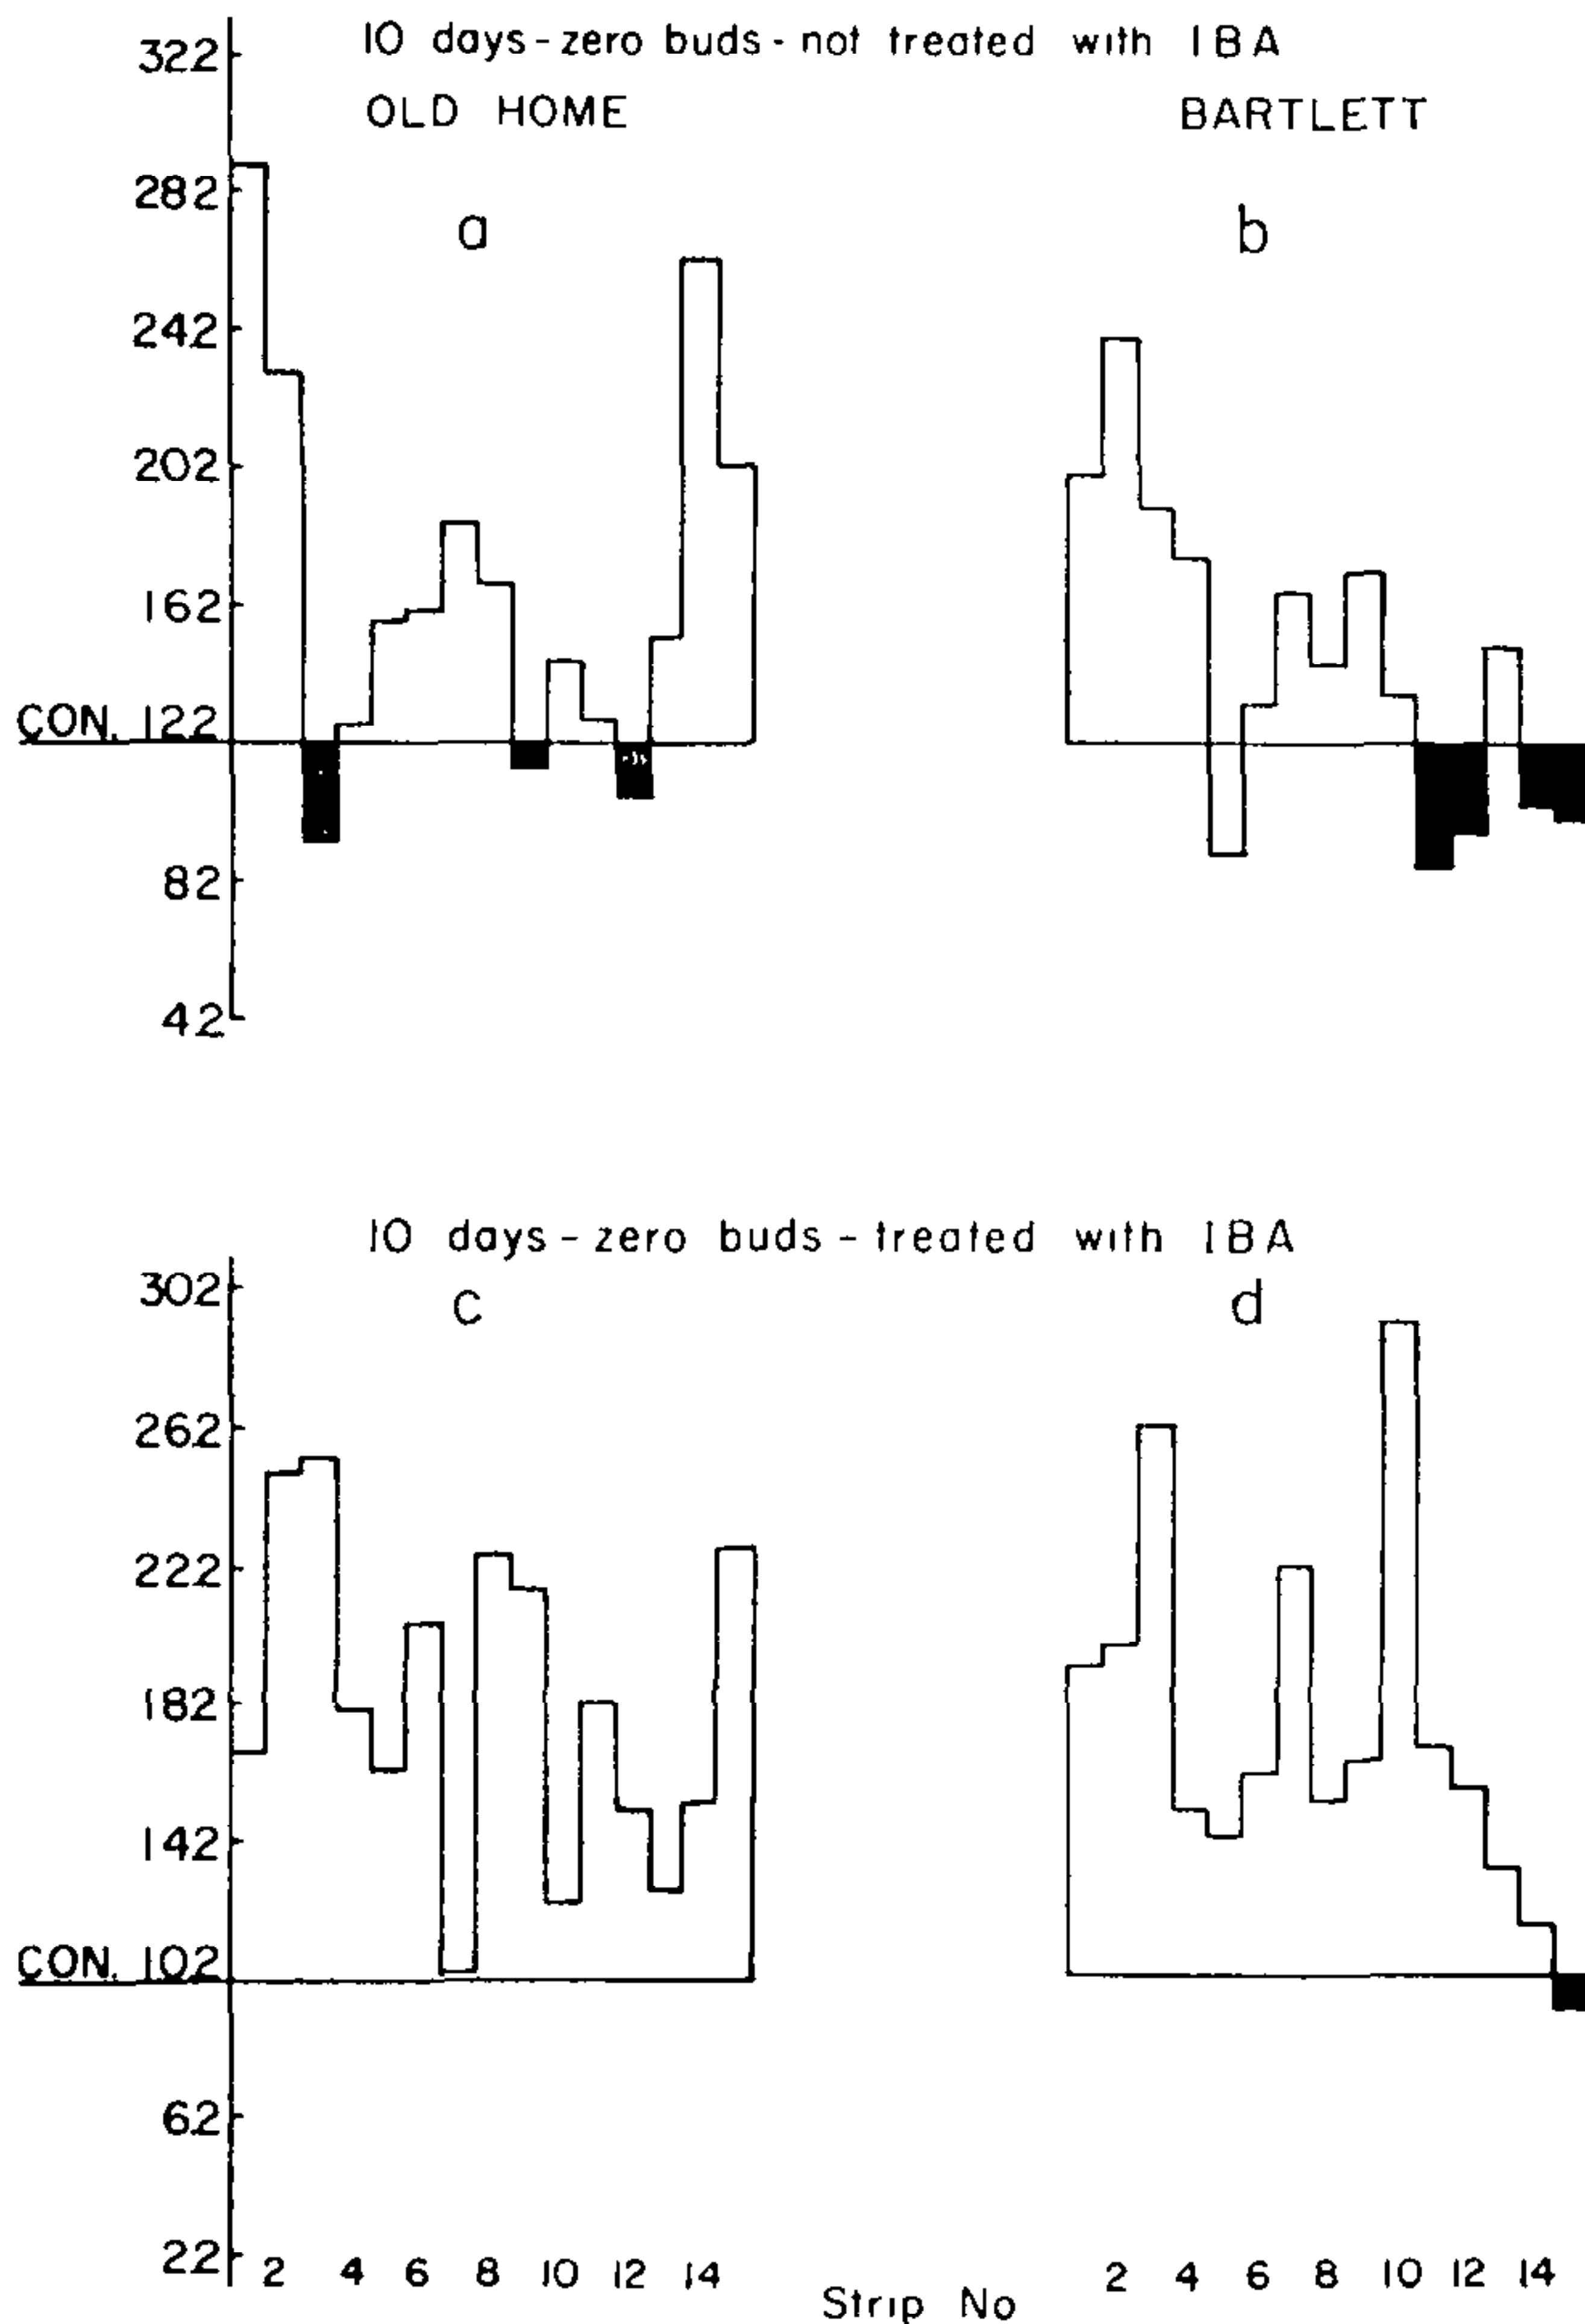 10 days - zero buds - not treated with IBA
OLD HOME BARTLETT
322
282
a b
242
202
162
CON. 122
82
42
10 days - zero buds - treated with IBA
302
c d
262
222
182
142
CON. 102
62
22
2 4 6 8 10 12 14 2 4 6 8 10 12 14
Strip No